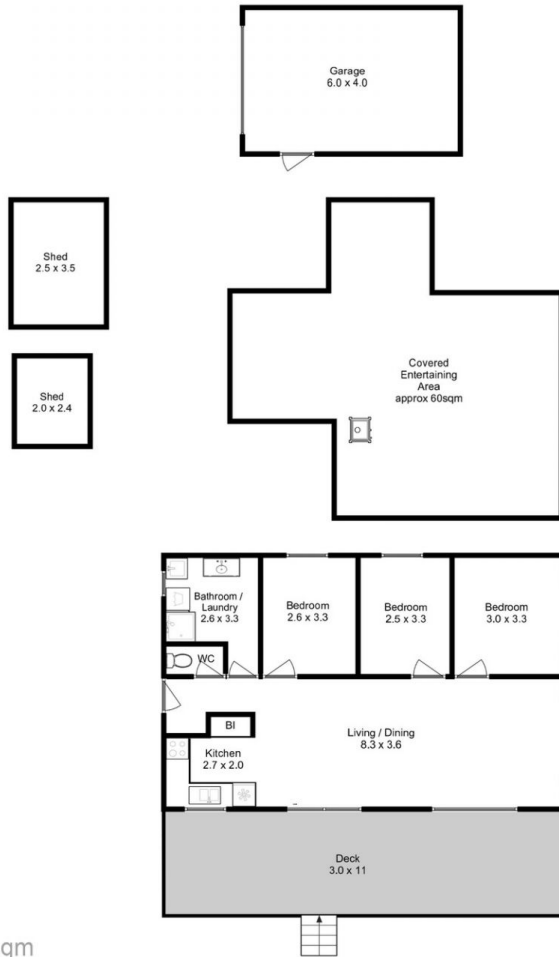 Garage
6.0 x 4.0
Shed
2.5 x 3.5
Shed
2.0 x 2.4
Covered
Entertaining
Area
approx 60sqm
Bathroom /
Laundry
2.6 x 3.3
WC
Bedroom
2.6 x 3.3
Bedroom
2.5 x 3.3
Bedroom
3.0 x 3.3
BI
Kitchen
2.7 x 2.0
Living / Dining
8.3 x 3.6
Deck
3.0 x 11
qm